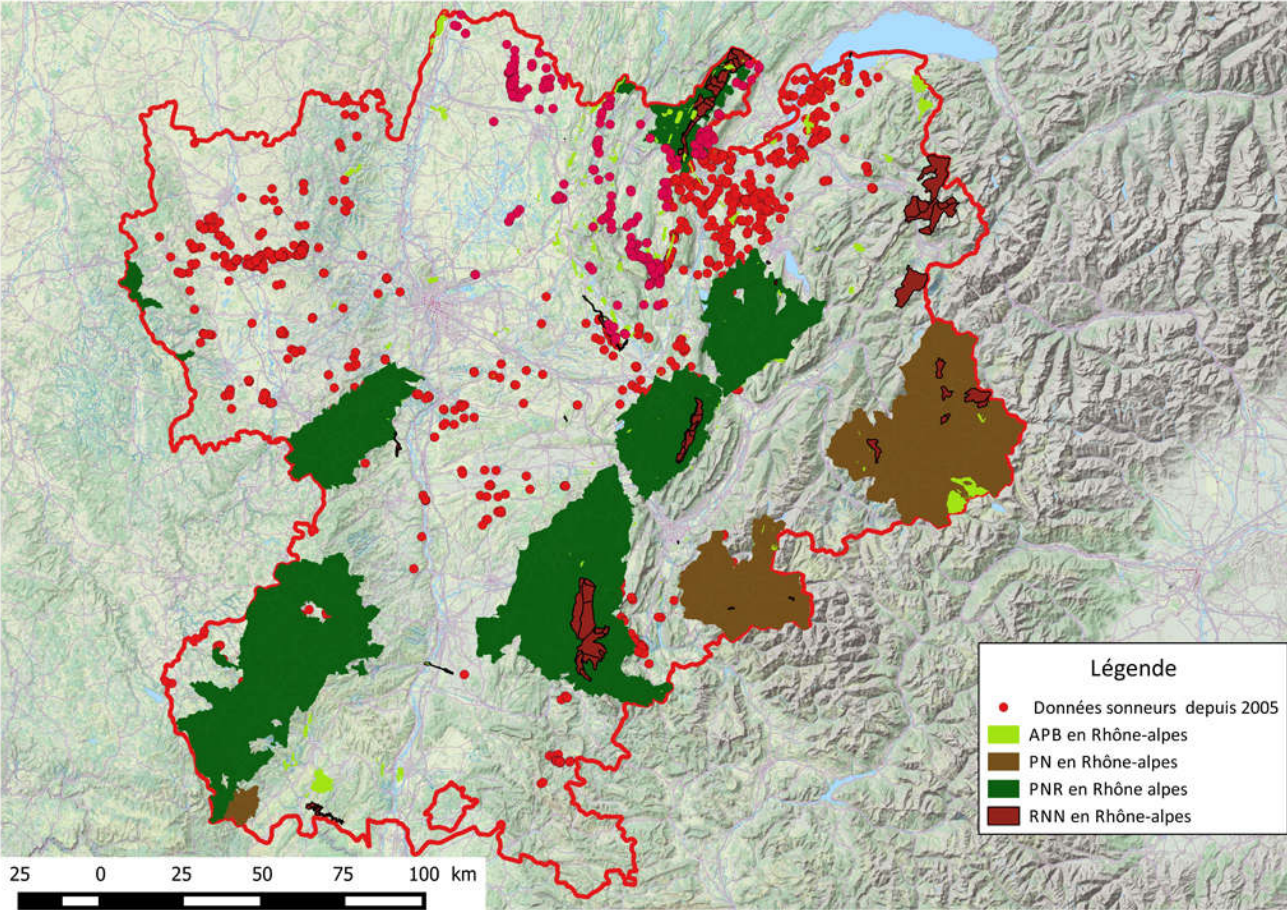 Légende
Données sonneurs depuis 2005
APB en Rhône-alpes
PN en Rhône-alpes
PNR en Rhône alpes
RNN en Rhône-alpes
25 0 25 50 75 100 km